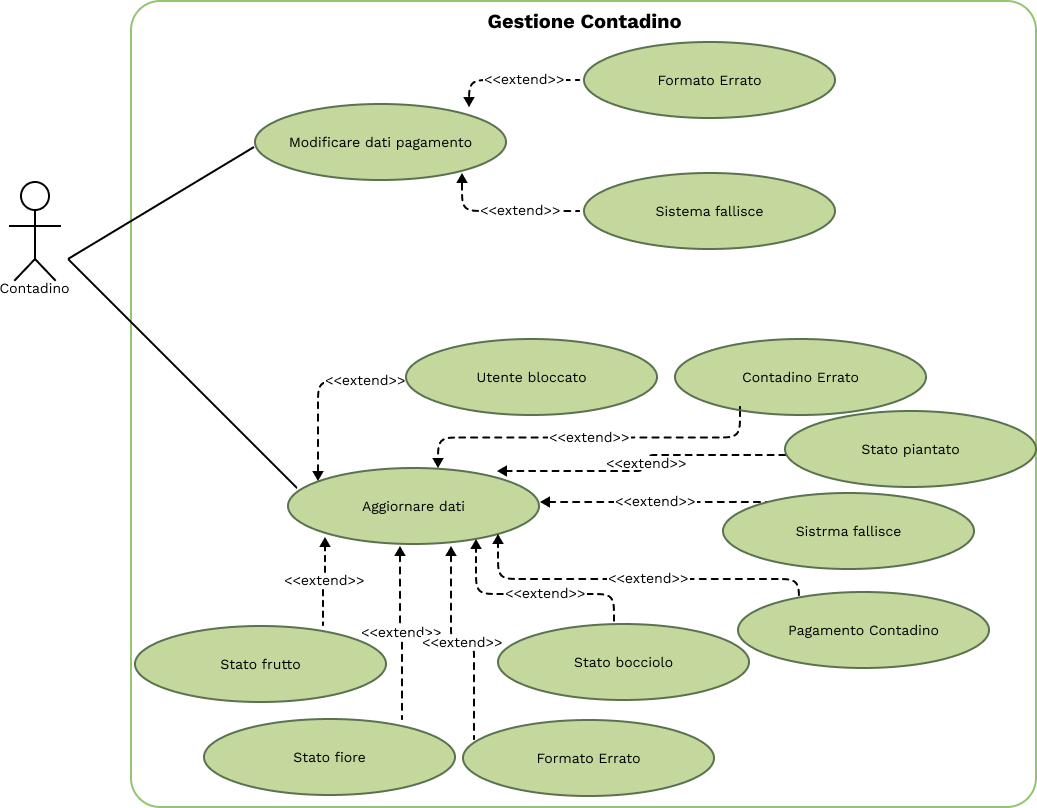 Gestione Contadino
<<extend>>
Formato Errato
Modificare dati pagamento
<<extend>>
Sistema fallisce
Contadino
<<extend>>
Utente bloccato
Contadino Errato
<<extend>>
Stato piantato
<<extend>>
Aggiornare dati
<<extend>>
Sistrma fallisce
<<extend>>
<<extend>>
<<extend>>
Pagamento Contadino
<<extend>>
<<extend>>
Stato frutto
Stato bocciolo
Stato fiore
Formato Errato